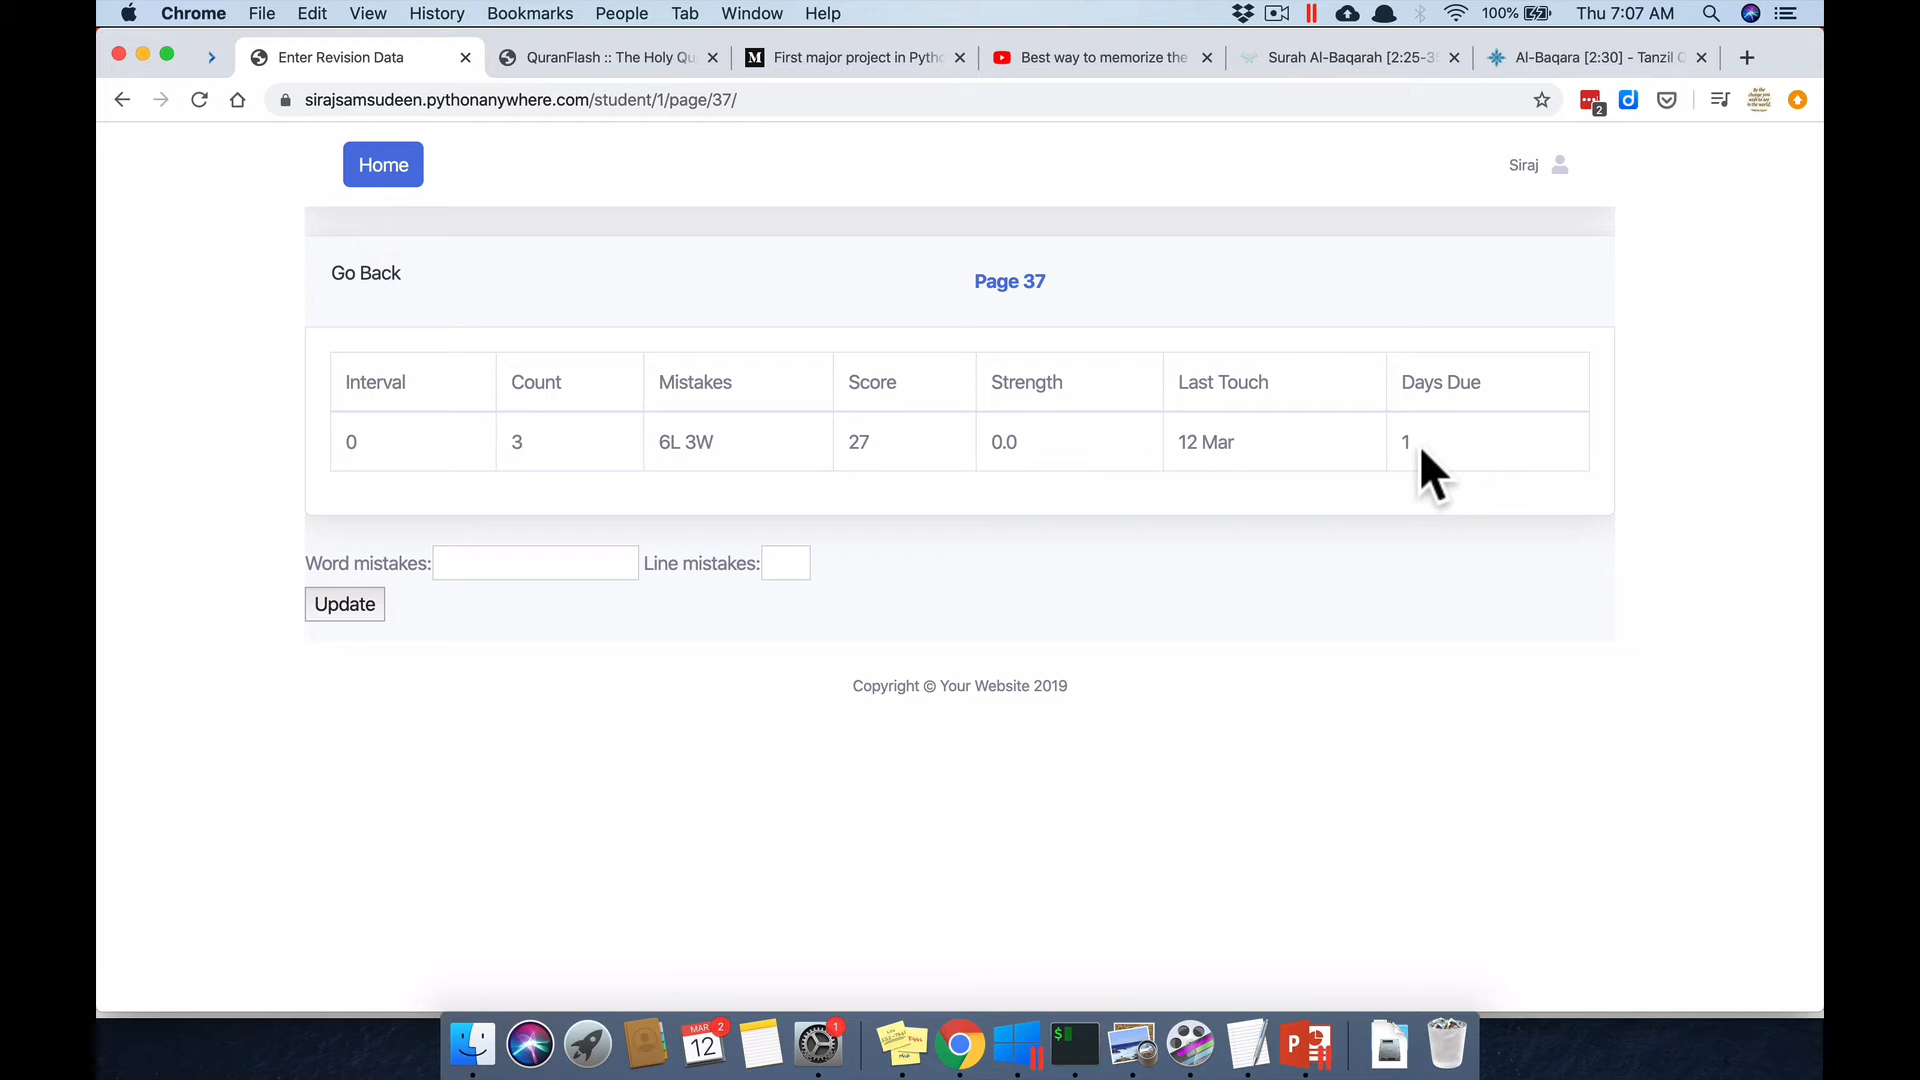 Chrome File Edit View History Bookmarks People Tab Window Help 100% Thu 7:07 AM
Enter Revision Data QuranFlash :: The Holy Qu First major project in Pytho Best way to memorize the Surah Al-Baqarah [2:25-3 Al-Baqara [2:30] - Tanzil Q
sirajsamsudeen.pythonanywhere.com/student/1/page/37/
2
Home Siraj
Go Back Page 37
Interval Count Mistakes Score Strength Last Touch Days Due
0 3 6L 3W 27 0.0 12 Mar 1
Word mistakes: Line mistakes:
Update
Copyright © Your Website 2019
MAR 2 12 1 $ P